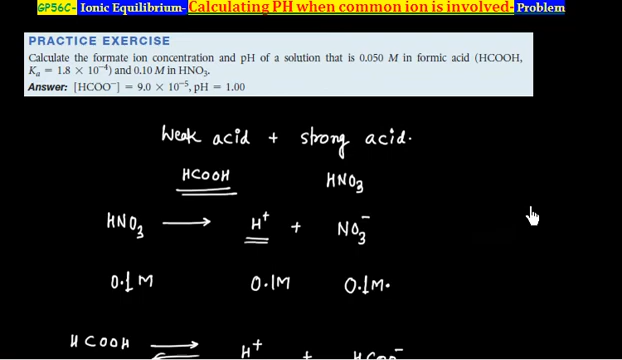 GP56C- Ionic Equilibrium- Calculating PH when common ion is involved- Problem
PRACTICE EXERCISE
Calculate the formate ion concentration and pH of a solution that is 0.050 M in formic acid (HCOOH,
Kₐ = 1.8 × 10⁻⁴) and 0.10 M in HNO₃.
Answer: [HCOO⁻] = 9.0 × 10⁻⁵, pH = 1.00
Weak acid + strong acid.
HCOOH HNO₃
HNO₃ ⟶ H⁺ + NO₃⁻
0.1M 0.1M 0.1M.
HCOOH ⇌ H⁺ + HCOO⁻